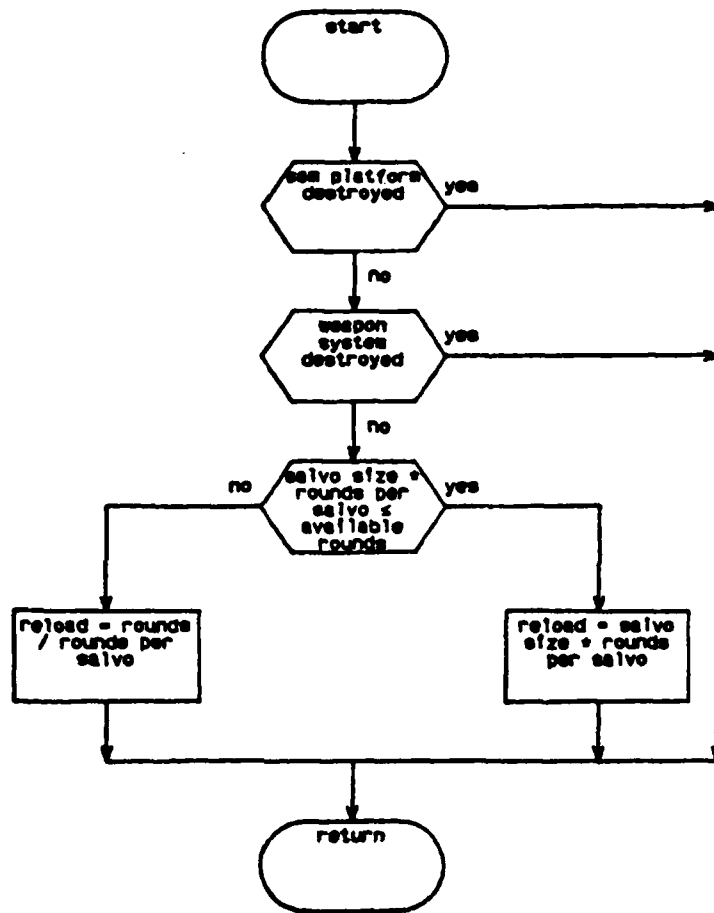 start
sam platform
destroyed
yes
no
weapon
system
destroyed
yes
no
salvo size *
rounds per
salvo ≤
available
rounds
no
yes
reload = rounds
/ rounds per
salvo
reload = salvo
size * rounds
per salvo
return